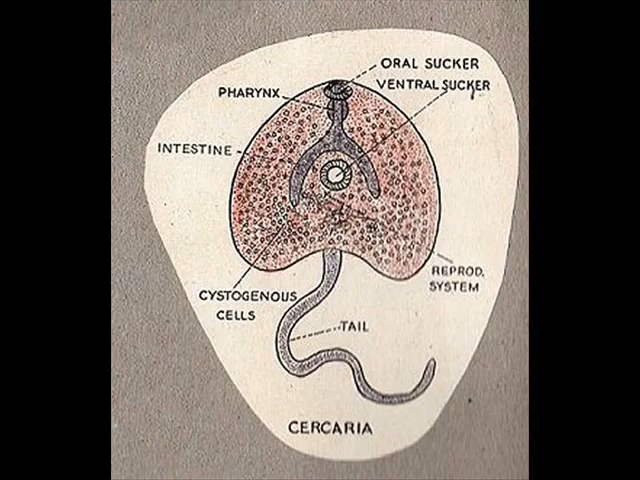 ORAL SUCKER
VENTRAL SUCKER
PHARYNX
INTESTINE
REPROD.
SYSTEM
CYSTOGENOUS
CELLS
TAIL
CERCARIA